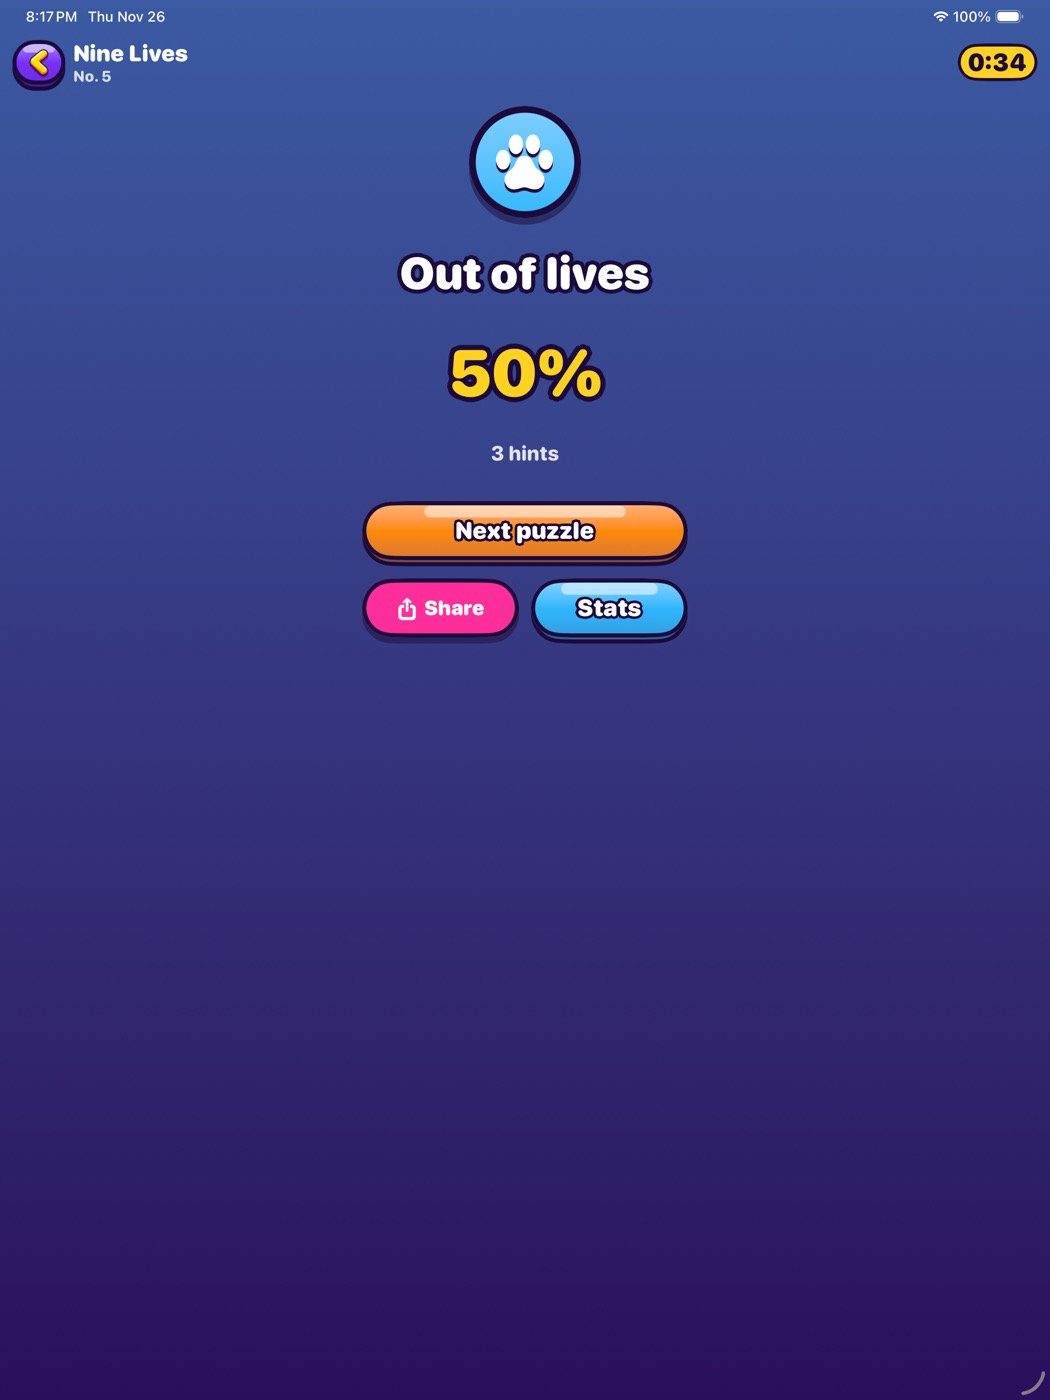 8:17 PM Thu Nov 26
100%
Nine Lives
No. 5
0:34
Out of lives
50%
3 hints
Next puzzle
Share
Stats